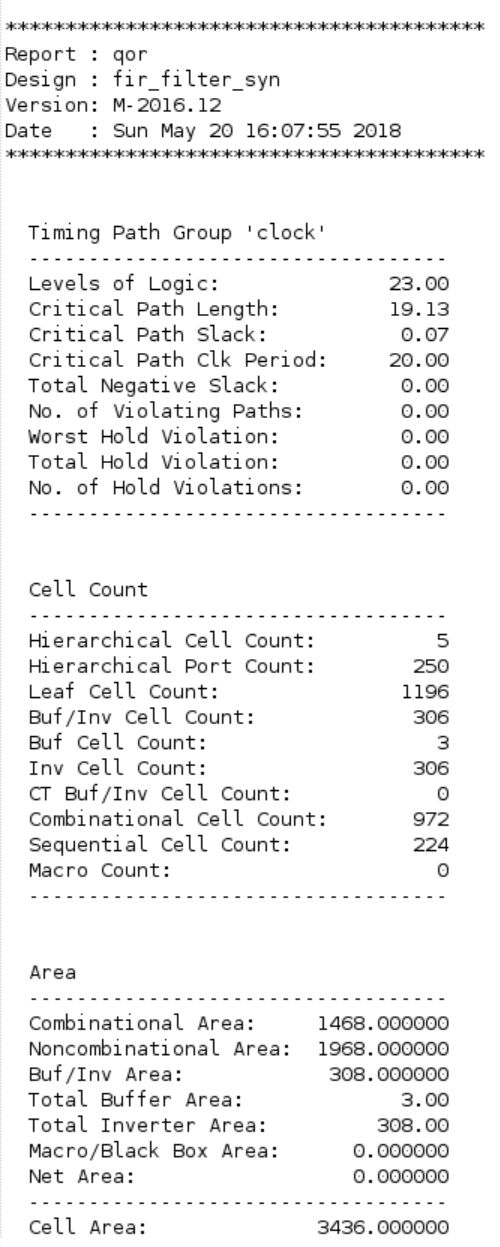 ****************************************
Report : qor
Design : fir_filter_syn
Version: M-2016.12
Date   : Sun May 20 16:07:55 2018
****************************************
Timing Path Group 'clock'
-----------------------------------
Levels of Logic: 23.00
Critical Path Length: 19.13
Critical Path Slack: 0.07
Critical Path Clk Period: 20.00
Total Negative Slack: 0.00
No. of Violating Paths: 0.00
Worst Hold Violation: 0.00
Total Hold Violation: 0.00
No. of Hold Violations: 0.00
-----------------------------------
Cell Count
-----------------------------------
Hierarchical Cell Count: 5
Hierarchical Port Count: 250
Leaf Cell Count: 1196
Buf/Inv Cell Count: 306
Buf Cell Count: 3
Inv Cell Count: 306
CT Buf/Inv Cell Count: 0
Combinational Cell Count: 972
Sequential Cell Count: 224
Macro Count: 0
-----------------------------------
Area
-----------------------------------
Combinational Area: 1468.000000
Noncombinational Area: 1968.000000
Buf/Inv Area: 308.000000
Total Buffer Area: 3.00
Total Inverter Area: 308.00
Macro/Black Box Area: 0.000000
Net Area: 0.000000
-----------------------------------
Cell Area: 3436.000000